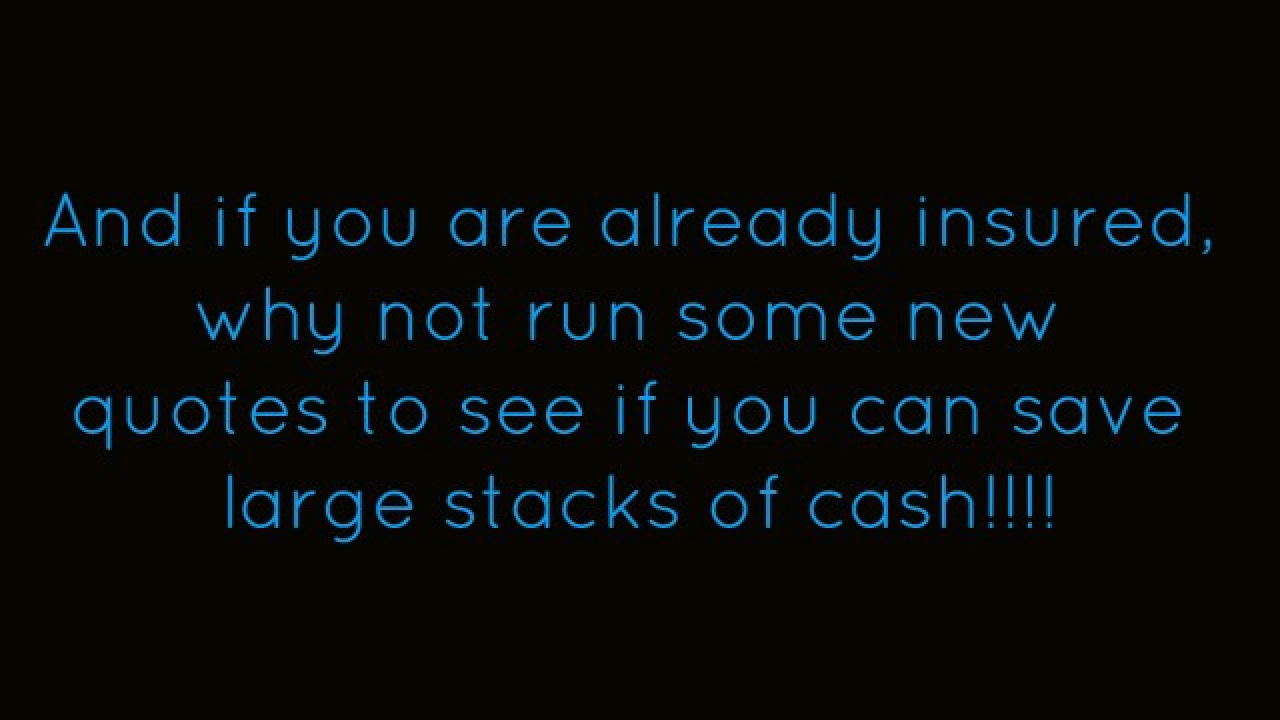 And if you are already insured,
why not run some new
quotes to see if you can save
large stacks of cash!!!!